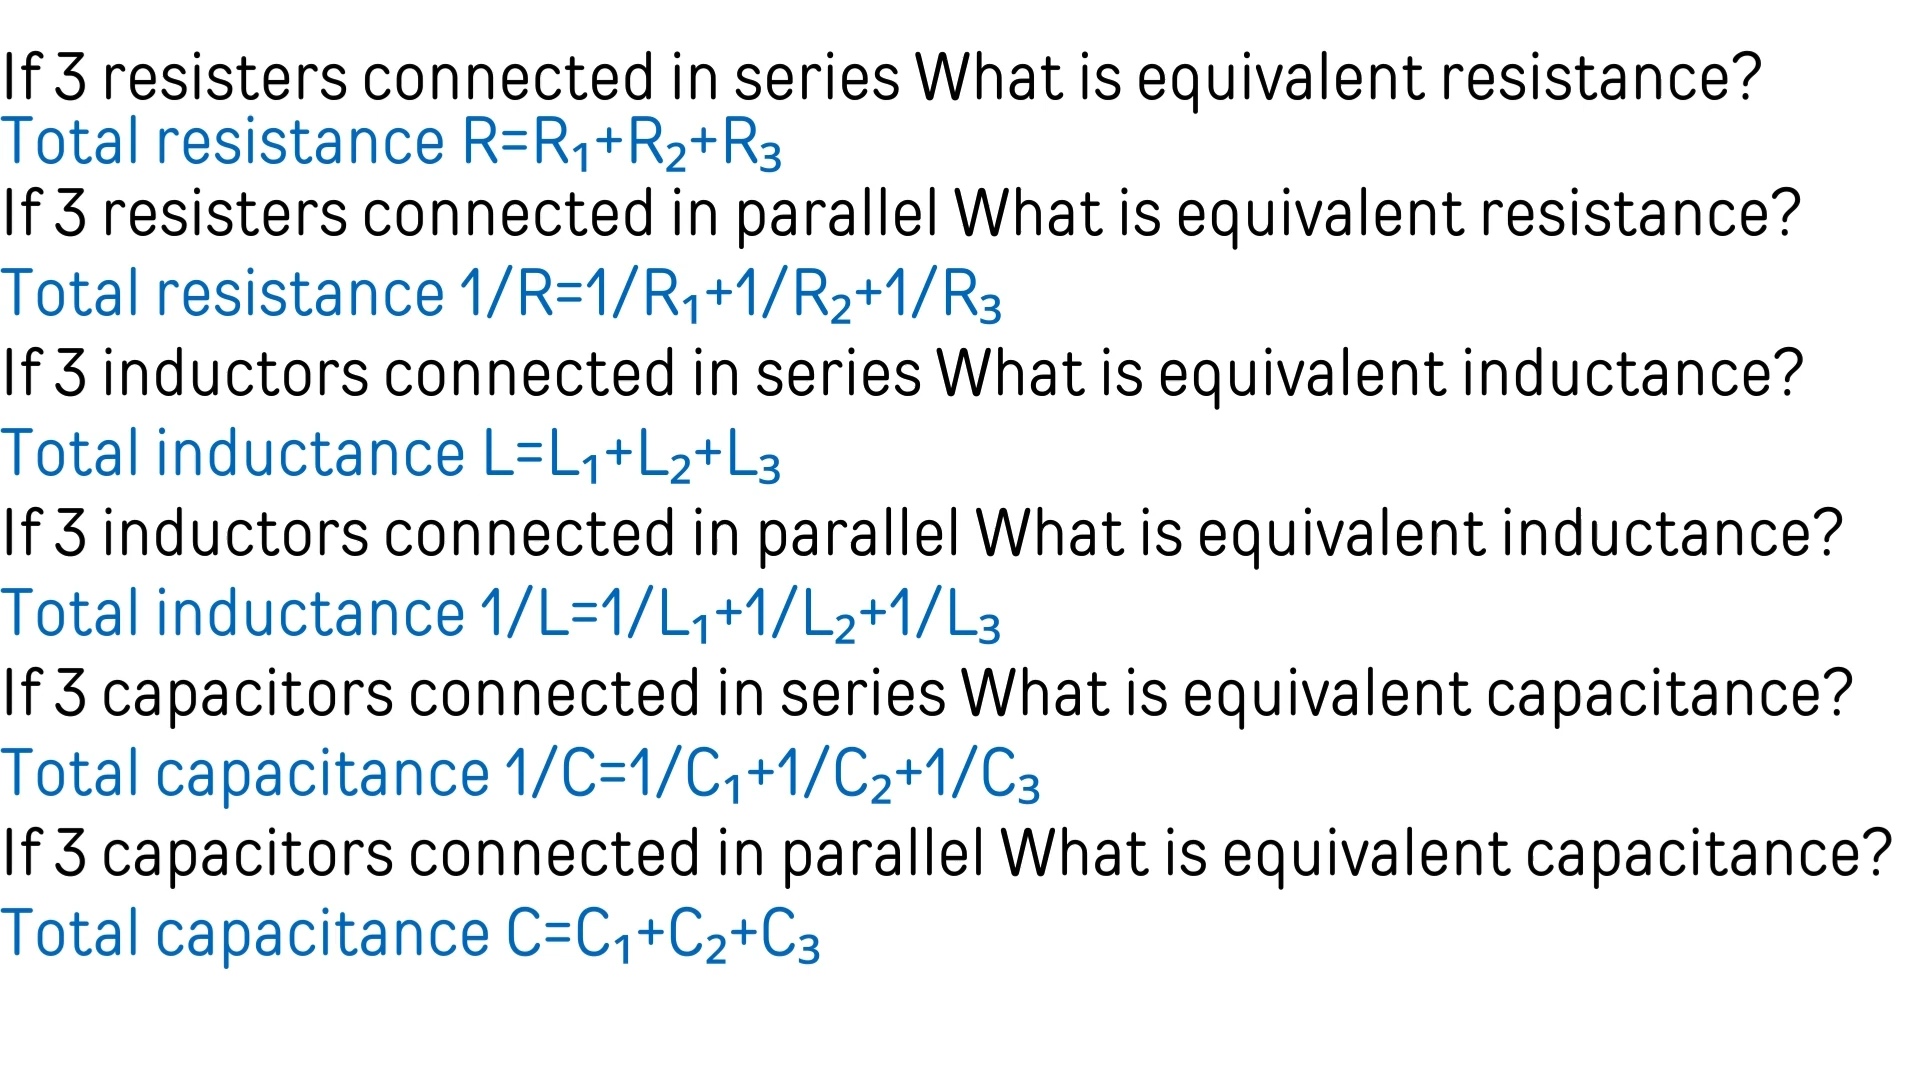 If 3 resisters connected in series What is equivalent resistance?
Total resistance R=R₁+R₂+R₃
If 3 resisters connected in parallel What is equivalent resistance?
Total resistance 1/R=1/R₁+1/R₂+1/R₃
If 3 inductors connected in series What is equivalent inductance?
Total inductance L=L₁+L₂+L₃
If 3 inductors connected in parallel What is equivalent inductance?
Total inductance 1/L=1/L₁+1/L₂+1/L₃
If 3 capacitors connected in series What is equivalent capacitance?
Total capacitance 1/C=1/C₁+1/C₂+1/C₃
If 3 capacitors connected in parallel What is equivalent capacitance?
Total capacitance C=C₁+C₂+C₃